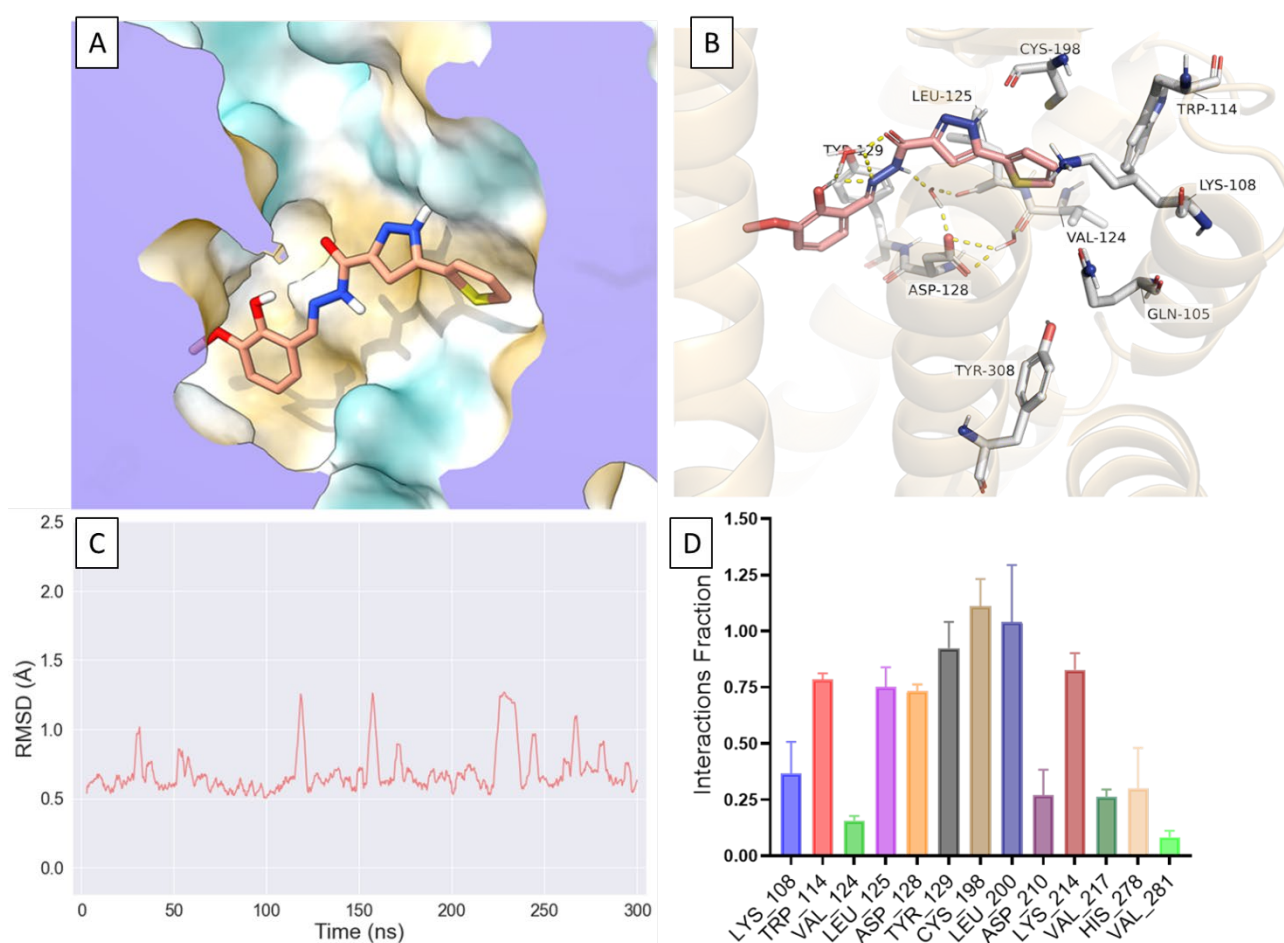 A
B
CYS-198
LEU-125
TRP-114
TYR-129
LYS-108
VAL-124
ASP-128
GLN-105
TYR-308
C
2.5
2.0
1.5
1.0
0.5
0.0
RMSD (Å)
0 50 100 150 200 250 300
Time (ns)
D
1.50
1.25
1.00
0.75
0.50
0.25
0.00
Interactions Fraction
LYS_108
TRP_114
VAL_124
LEU_125
ASP_128
TYR_129
CYS_198
LEU_200
ASP_210
LYS_214
VAL_217
HIS_278
VAL_281